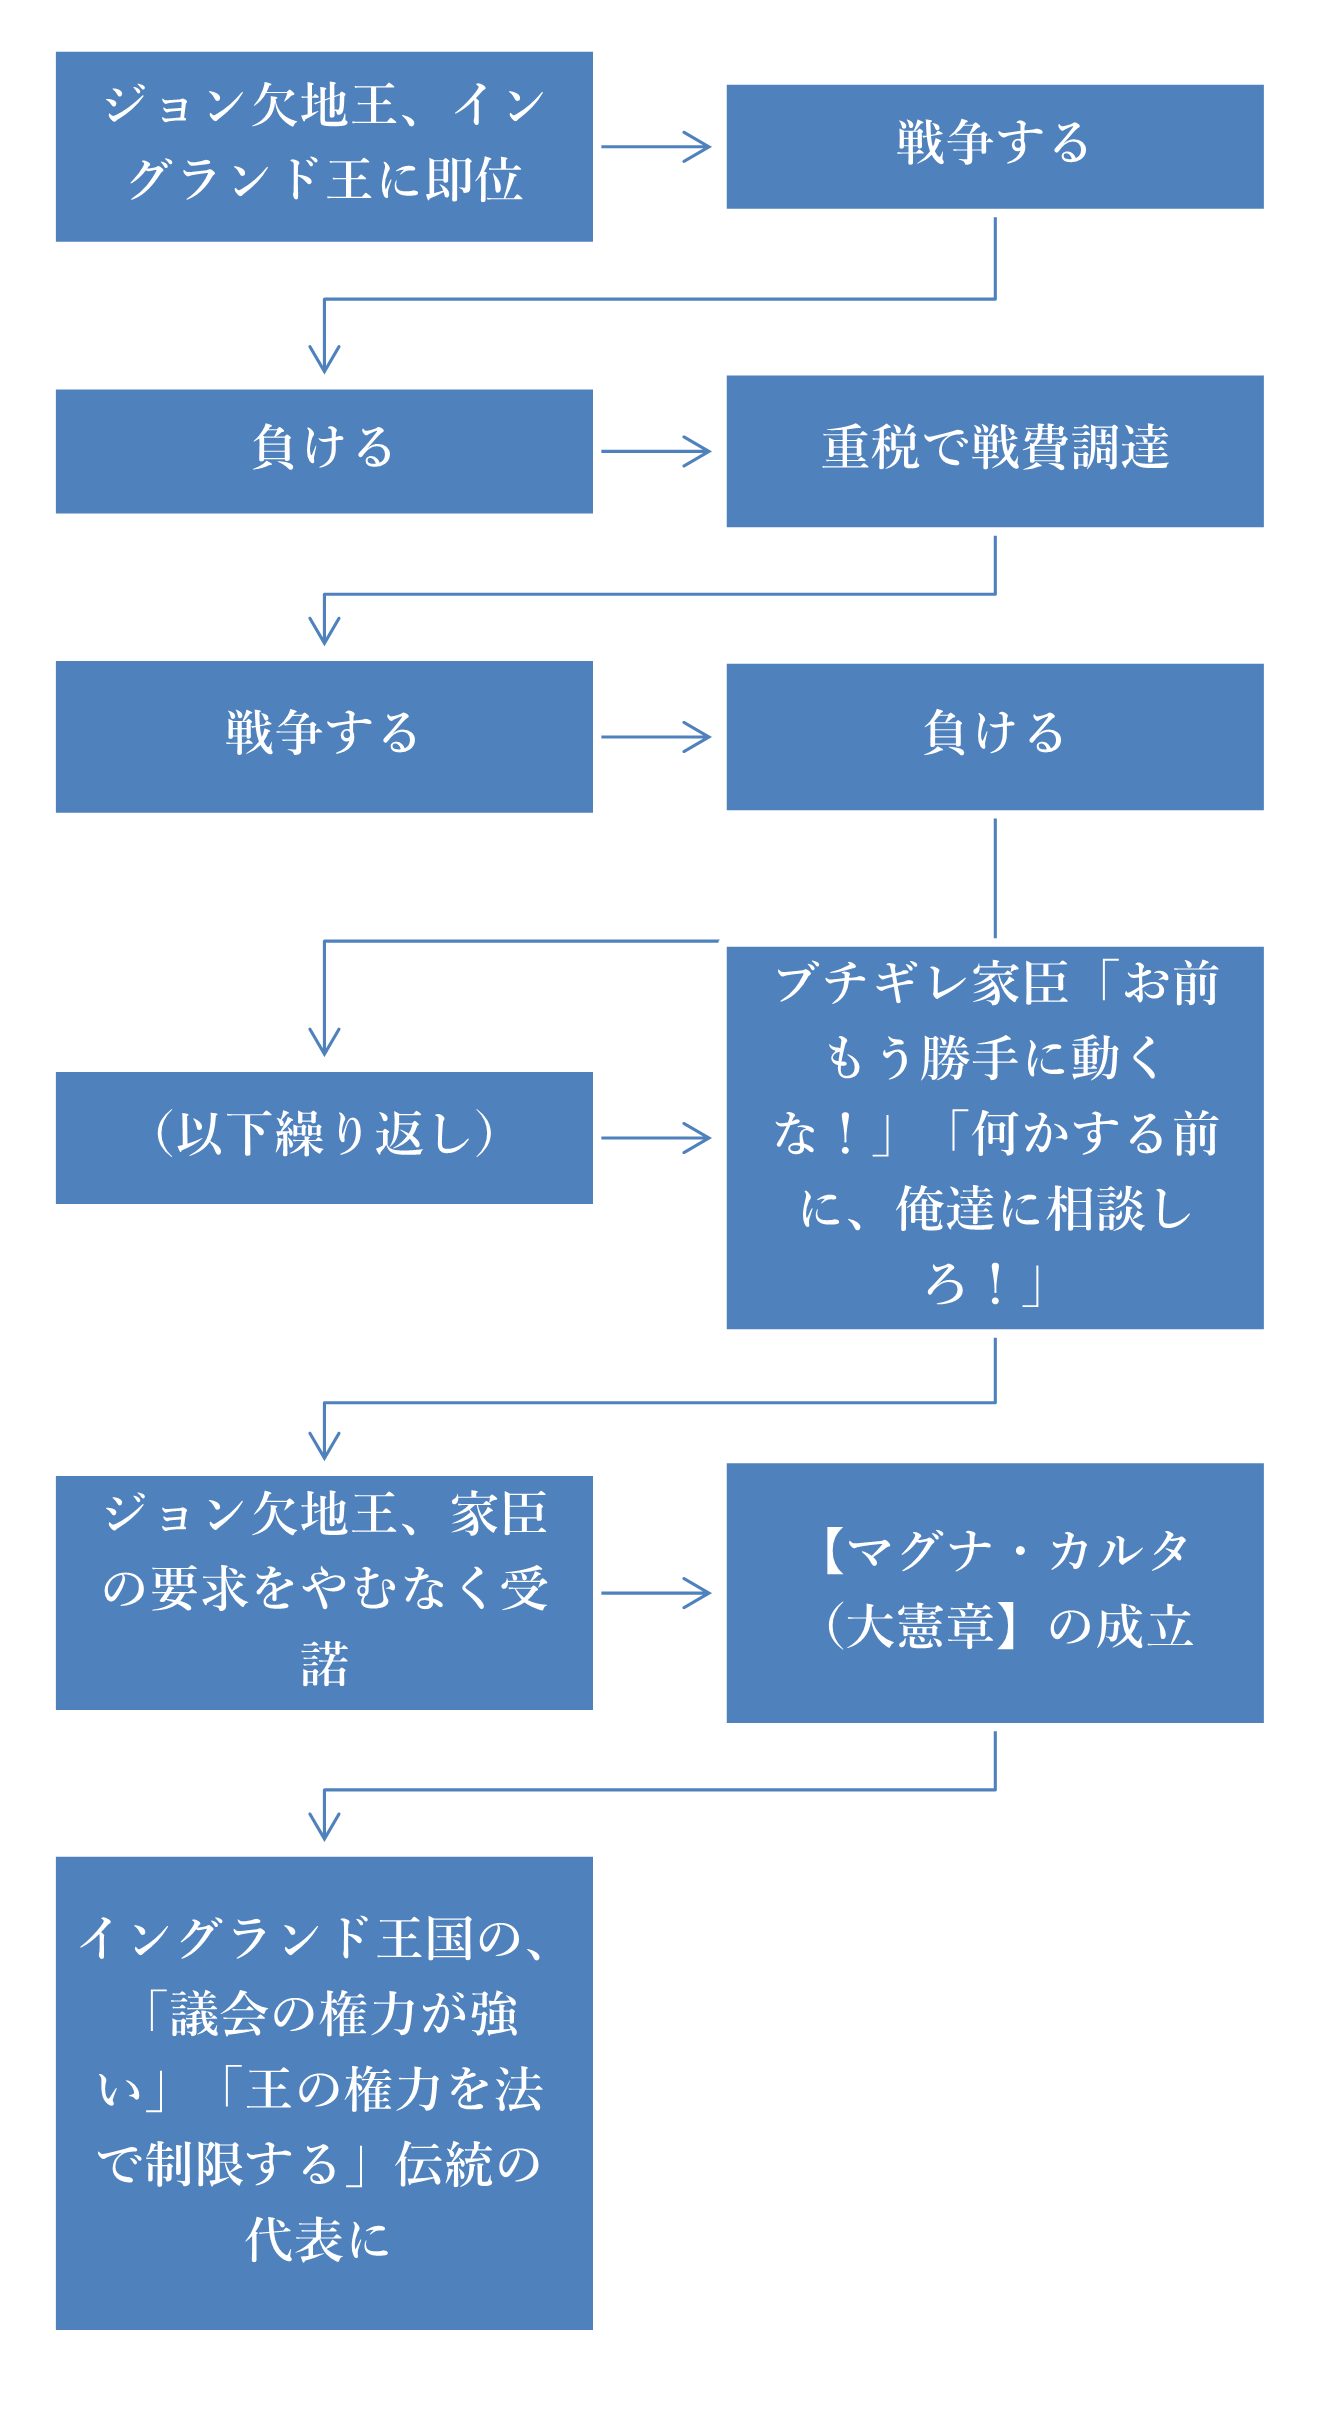 ジョン欠地王、イン
グランド王に即位
戦争する
負ける
重税で戦費調達
戦争する
負ける
（以下繰り返し）
ブチギレ家臣「お前
もう勝手に動く
な！」「何かする前
に、俺達に相談し
ろ！」
ジョン欠地王、家臣
の要求をやむなく受
諾
【マグナ・カルタ
（大憲章】の成立
イングランド王国の、
「議会の権力が強
い」「王の権力を法
で制限する」伝統の
代表に